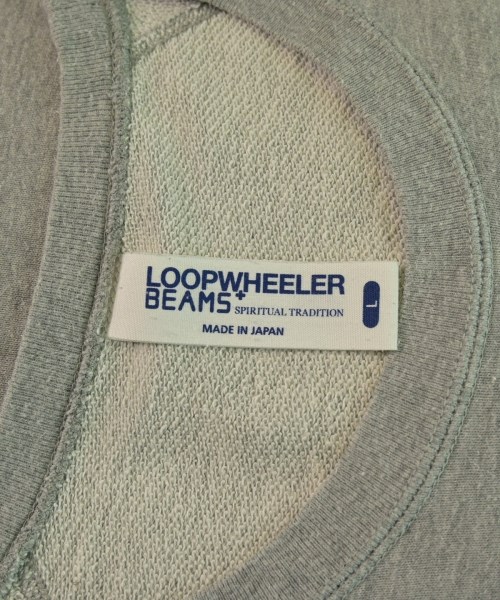 LOOPWHEELER
BEAMS+ SPIRITUAL TRADITION
L
MADE IN JAPAN